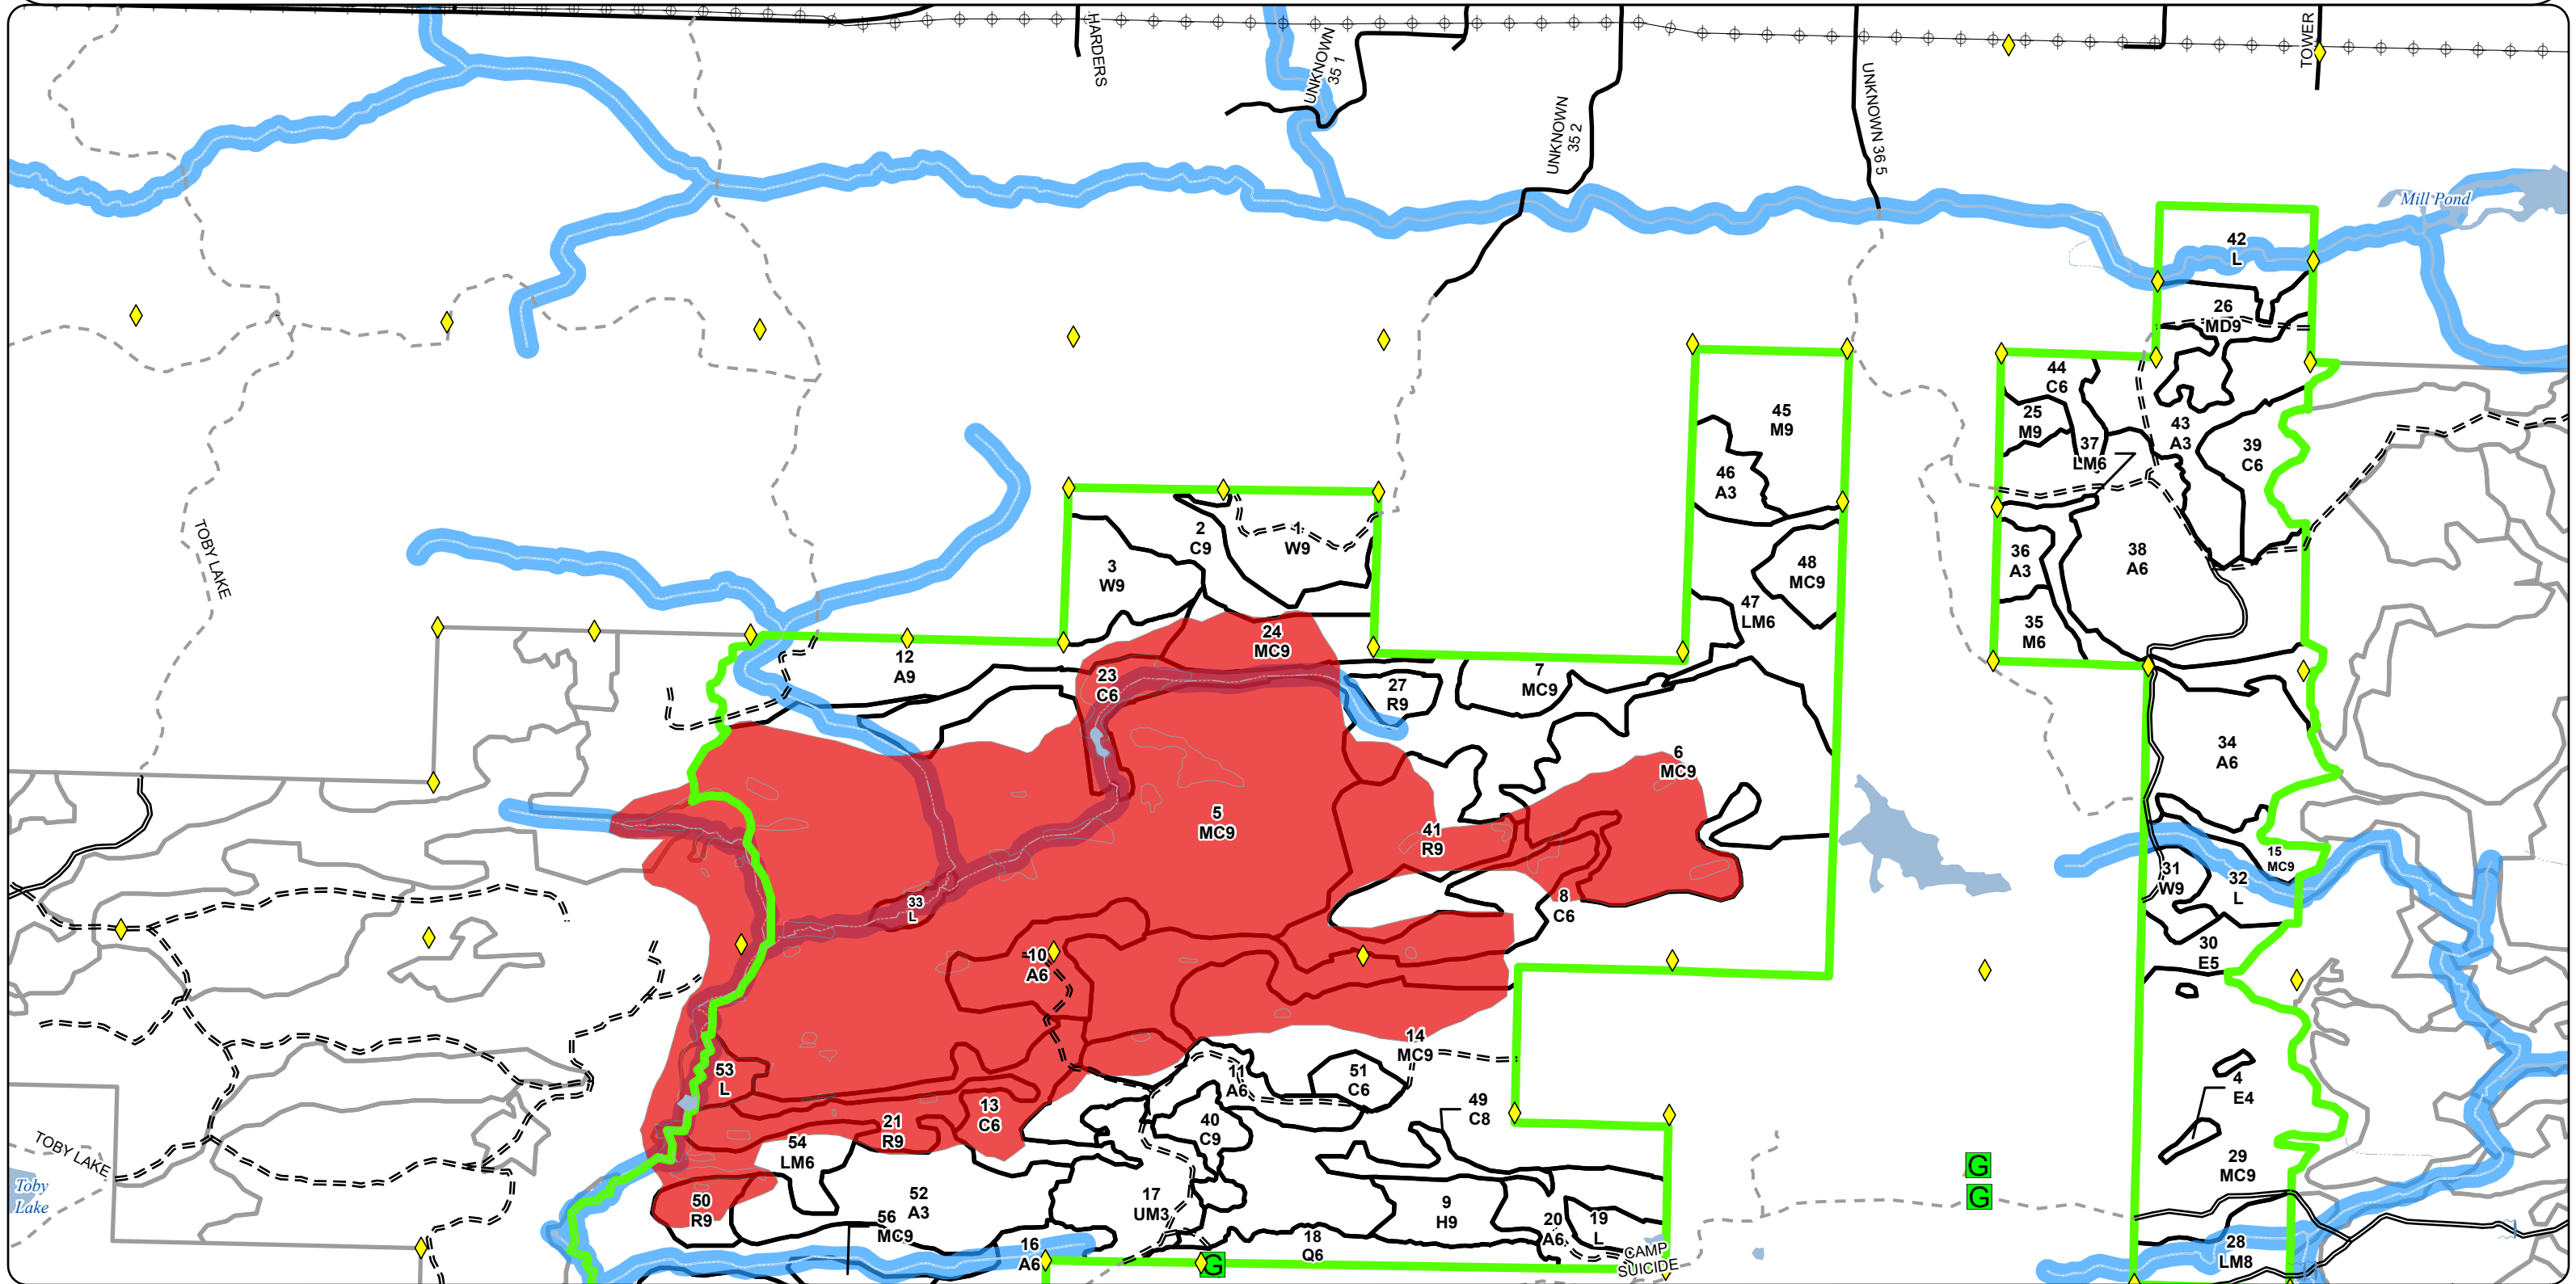 HARDERS
UNKNOWN
35 1
UNKNOWN
35 2
UNKNOWN 36 5
TOWER
Mill Pond
42
L
26
MD9
44
C6
25
M9
37
LM6
43
A3
39
C6
45
M9
46
A3
2
C9
1
W9
3
W9
36
A3
38
A6
48
MC9
47
LM6
35
M6
TOBY LAKE
24
MC9
12
A9
23
C6
27
R9
7
MC9
34
A6
6
MC9
5
MC9
41
R9
15
MC9
31
W9
32
L
33
L
8
C6
30
E5
10
A6
14
MC9
53
L
11
A6
51
C6
4
E4
49
C8
13
C6
21
R9
40
C9
54
LM6
TOBY LAKE
Toby
Lake
29
MC9
G
G
50
R9
52
A3
17
UM3
9
H9
56
MC9
20
A6
19
L
16
A6
18
Q6
28
LM8
G
CAMP
SUICIDE